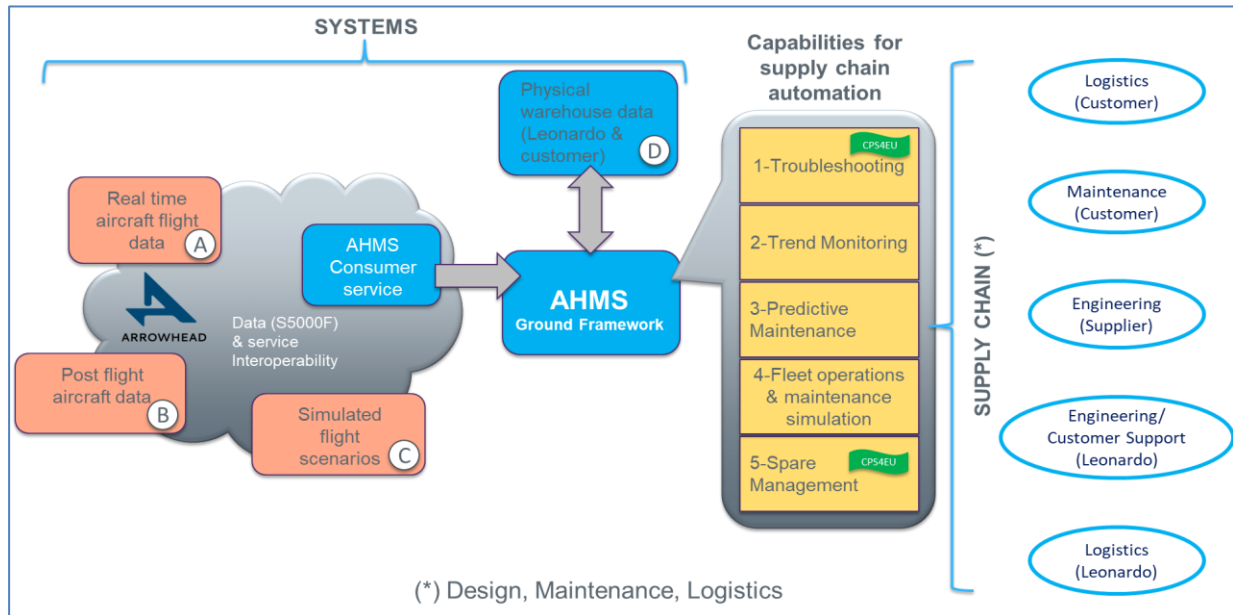 SYSTEMS
Physical
warehouse data
(Leonardo &
customer)
D
Real time
aircraft flight
data
A
AHMS
Consumer
service
AHMS
Ground Framework
ARROWHEAD
Data (S5000F)
& service
Interoperability
Post flight
aircraft data
B
Simulated
flight
scenarios
C
Capabilities for
supply chain
automation
CPS4EU
1-Troubleshooting
2-Trend Monitoring
3-Predictive
Maintenance
4-Fleet operations
& maintenance
simulation
5-Spare
Management
CPS4EU
SUPPLY CHAIN (*)
Logistics
(Customer)
Maintenance
(Customer)
Engineering
(Supplier)
Engineering/
Customer Support
(Leonardo)
Logistics
(Leonardo)
(*) Design, Maintenance, Logistics